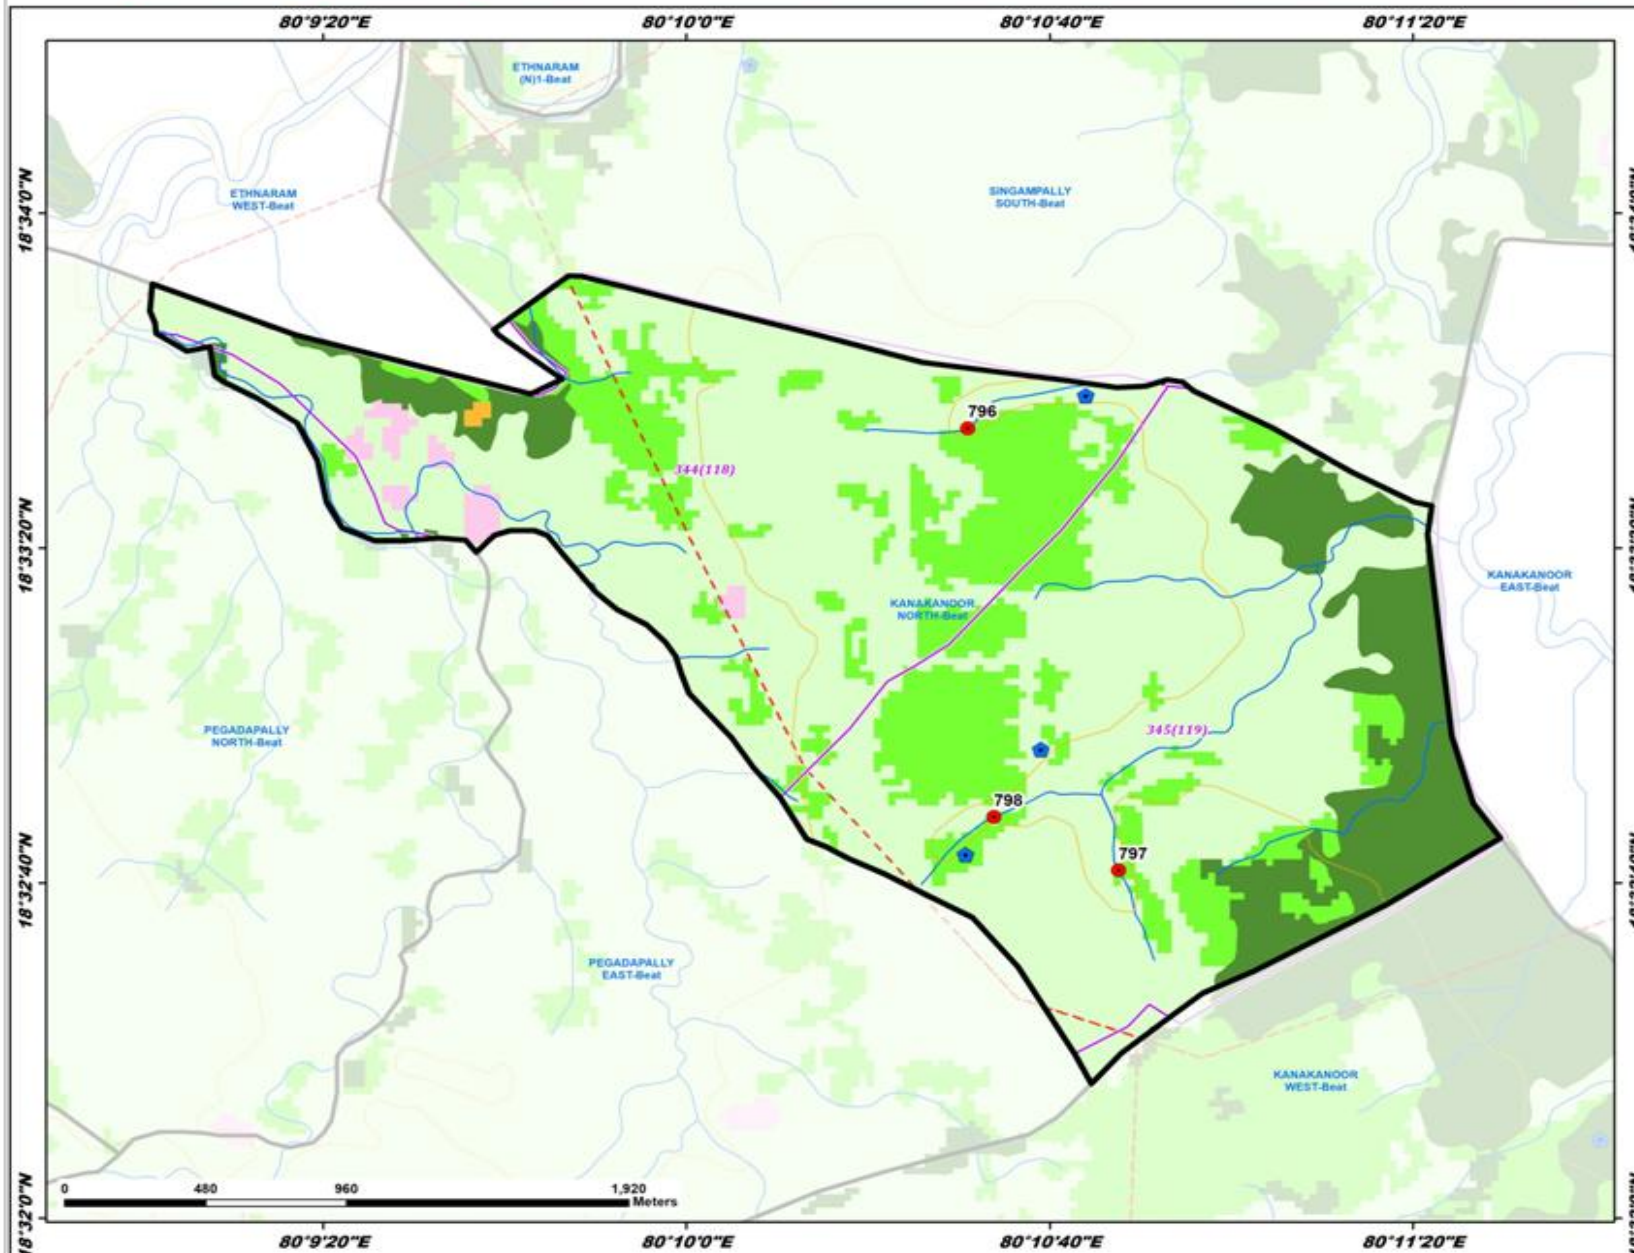 80°9'20"E 80°10'0"E 80°10'40"E 80°11'20"E
ETHNARAM
(N)1-Beat
ETHNARAM
WEST-Beat
SINGAMPALLY
SOUTH-Beat
18°34'0"N
796
344(118)
18°33'20"N
KANAKANOOR
EAST-Beat
KANAKANOOR
NORTH-Beat
PEGADAPALLY
NORTH-Beat
345(119)
798
797
18°32'40"N
PEGADAPALLY
EAST-Beat
KANAKANOOR
WEST-Beat
0 480 960 1,920
Meters
18°32'0"N
80°9'20"E 80°10'0"E 80°10'40"E 80°11'20"E